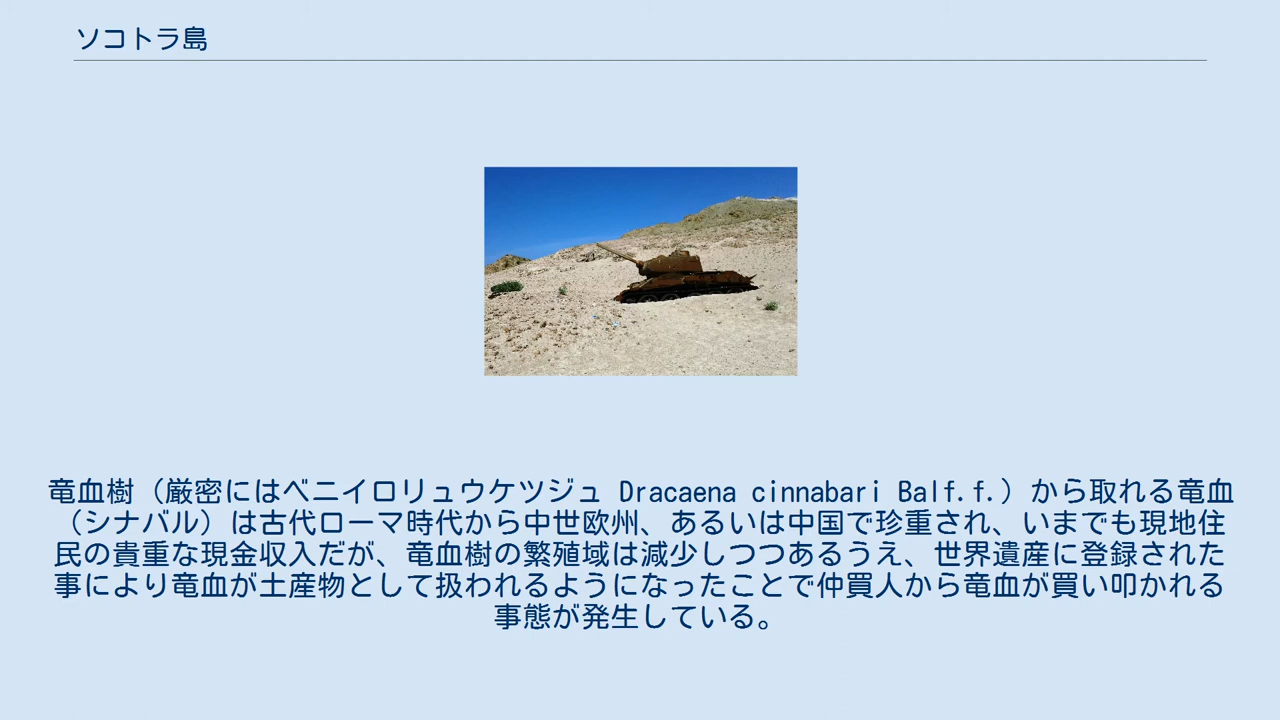 ソコトラ島
竜血樹（厳密にはベニイロリュウケツジュ Dracaena cinnabari Balf.f.）から取れる竜血
（シナバル）は古代ローマ時代から中世欧州、あるいは中国で珍重され、いまでも現地住
民の貴重な現金収入だが、竜血樹の繁殖域は減少しつつあるうえ、世界遺産に登録された
事により竜血が土産物として扱われるようになったことで仲買人から竜血が買い叩かれる
事態が発生している。